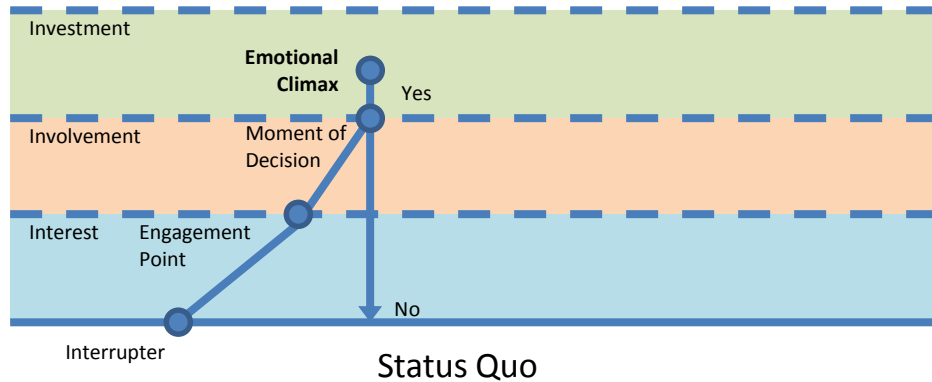 Investment
Emotional
Climax
Yes
Involvement
Moment of
Decision
Interest
Engagement
Point
No
Interrupter
Status Quo